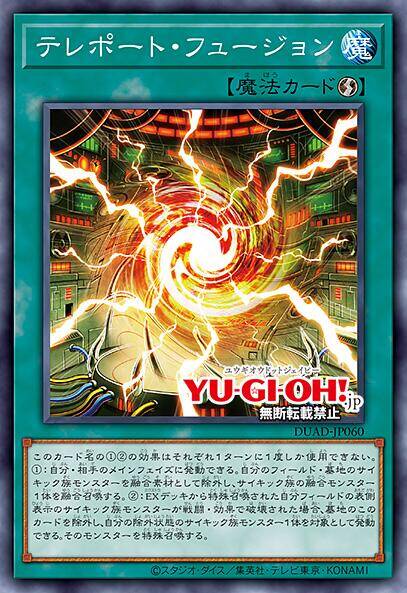 テレポート・フュージョン
魔
【魔法カード】
ユウギオウドットジェイピー
YU-GI-OH!.jp
無断転載禁止
DUAD-JP060
このカード名の①②の効果はそれぞれ1ターンに1度しか使用できない。
①:自分・相手のメインフェイズに発動できる。自分のフィールド・墓地のサイ
キック族モンスターを融合素材として除外し、サイキック族の融合モンスター
1体を融合召喚する。②:EXデッキから特殊召喚された自分フィールドの表側
表示のサイキック族モンスターが戦闘・効果で破壊された場合、墓地のこの
カードを除外し、自分の除外状態のサイキック族モンスター1体を対象として発動
できる。そのモンスターを特殊召喚する。
©スタジオ・ダイス/集英社・テレビ東京・KONAMI